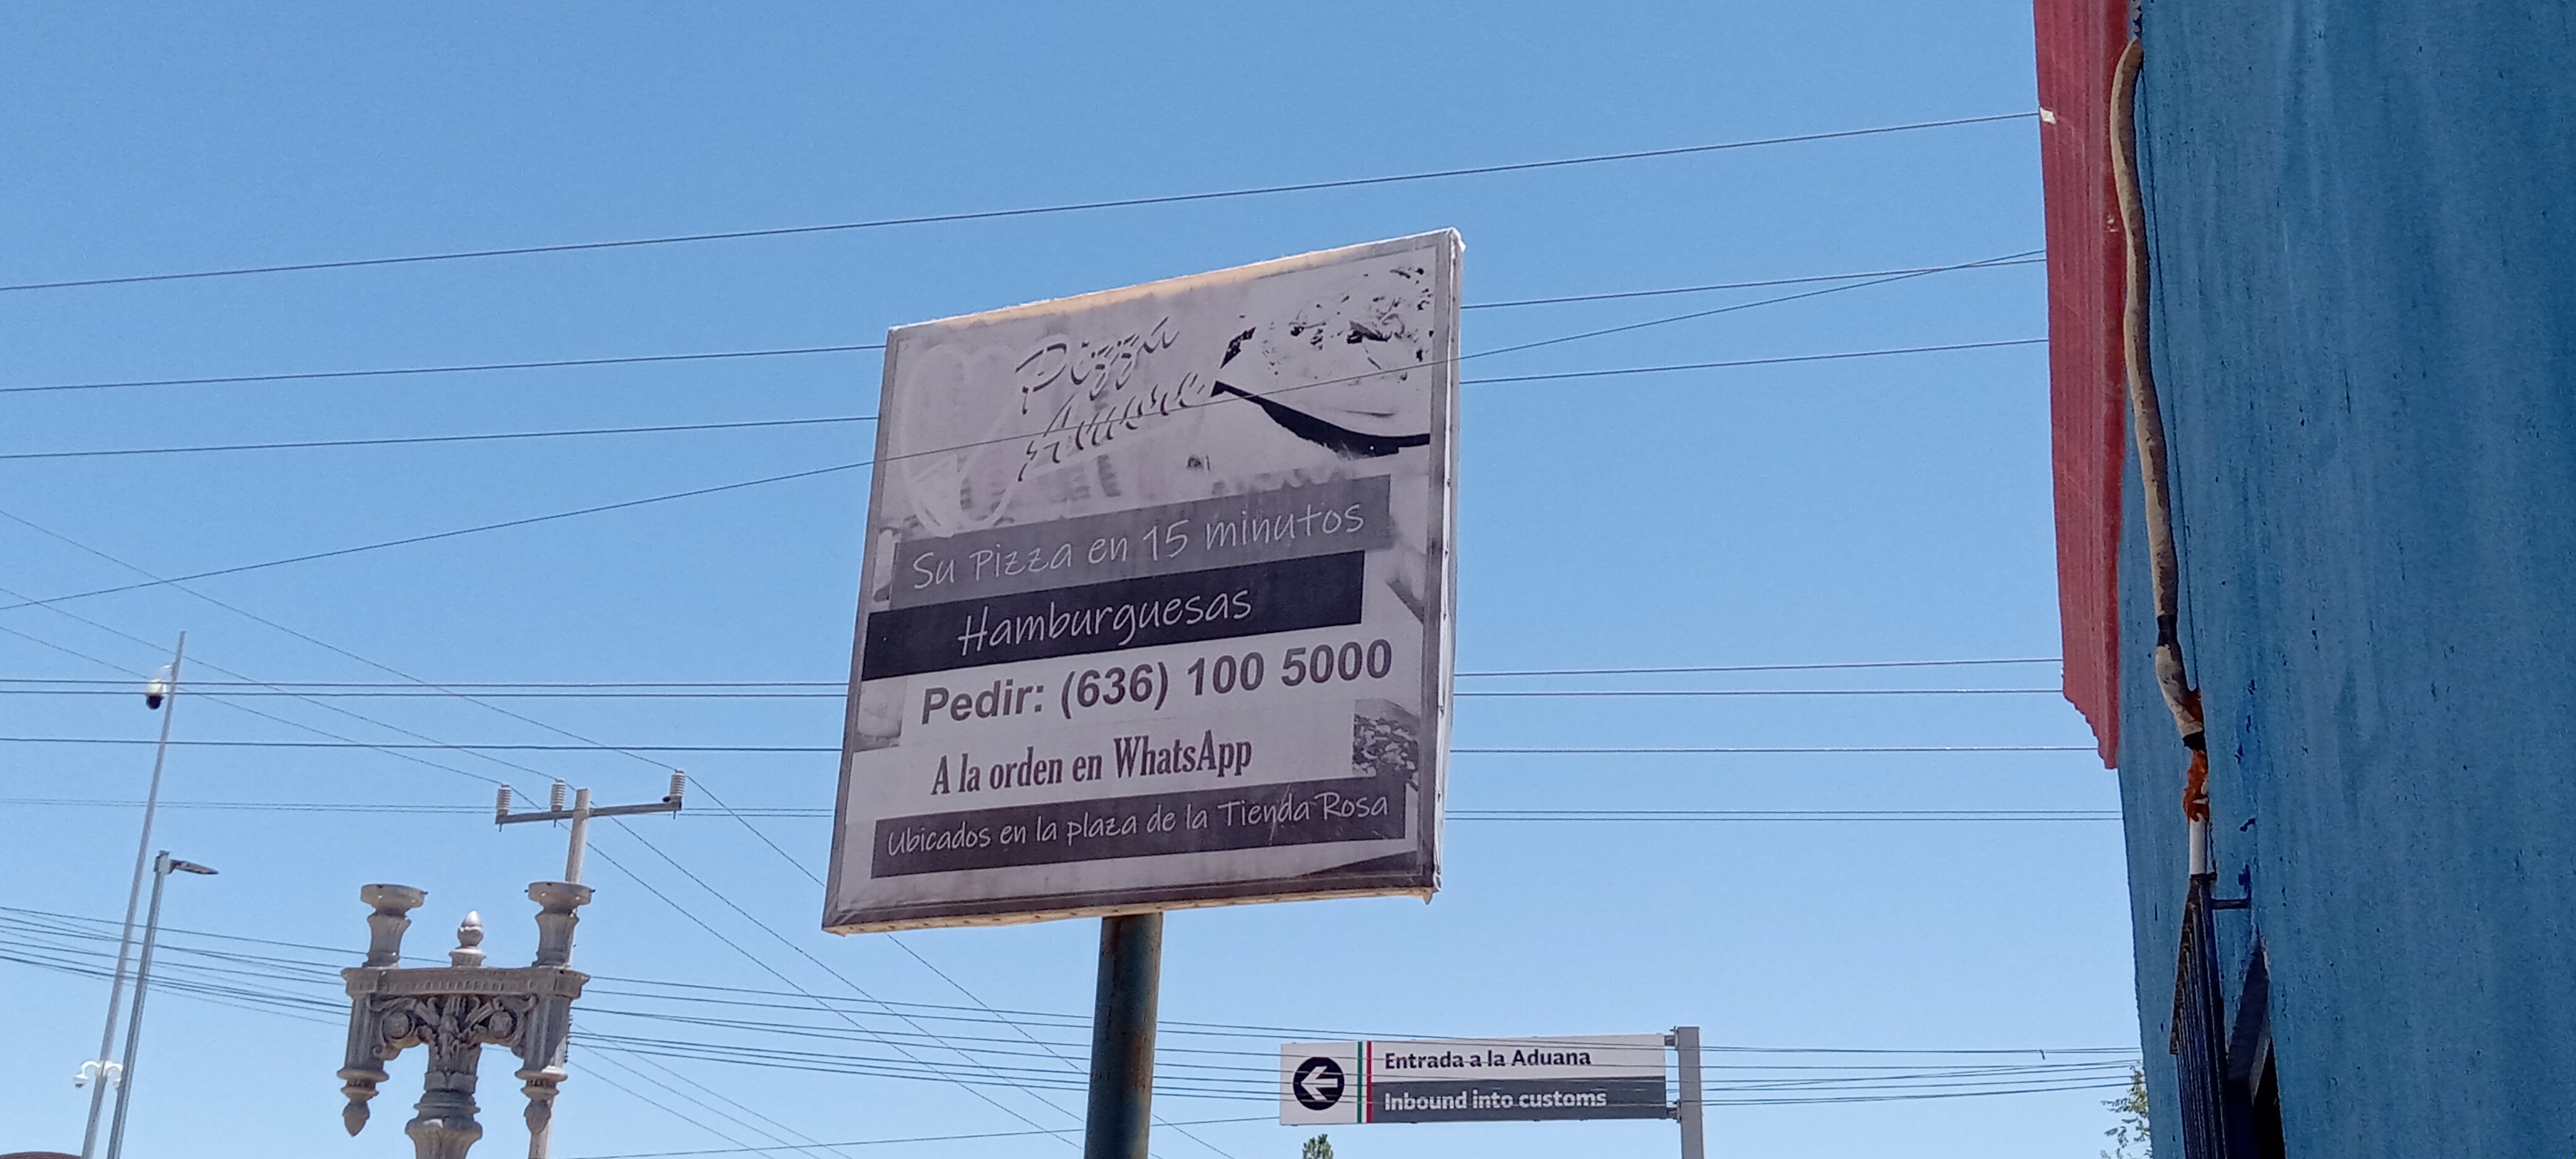 Pizza
Amore
Su Pizza en 15 minutos
Hamburguesas
Pedir: (636) 100 5000
A la orden en WhatsApp
Ubicados en la plaza de la Tienda Rosa
Entrada a la Aduana
Inbound into customs